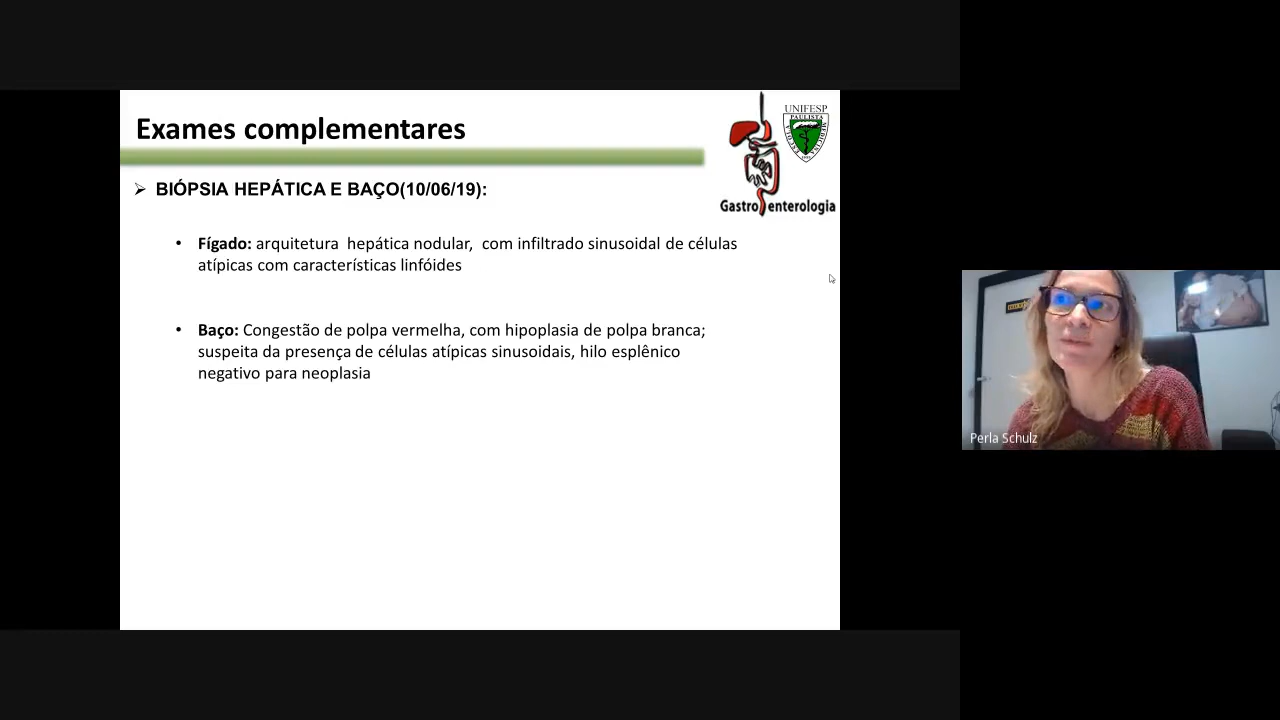 Exames complementares
UNIFESP
PAULISTA
Gastroenterologia
➢ BIÓPSIA HEPÁTICA E BAÇO(10/06/19):
• Fígado: arquitetura hepática nodular, com infiltrado sinusoidal de células
atípicas com características linfóides
• Baço: Congestão de polpa vermelha, com hipoplasia de polpa branca;
suspeita da presença de células atípicas sinusoidais, hilo esplênico
negativo para neoplasia
Perla Schulz